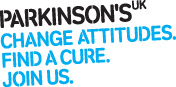 PARKINSON'S UK
CHANGE ATTITUDES.
FIND A CURE.
JOIN US.